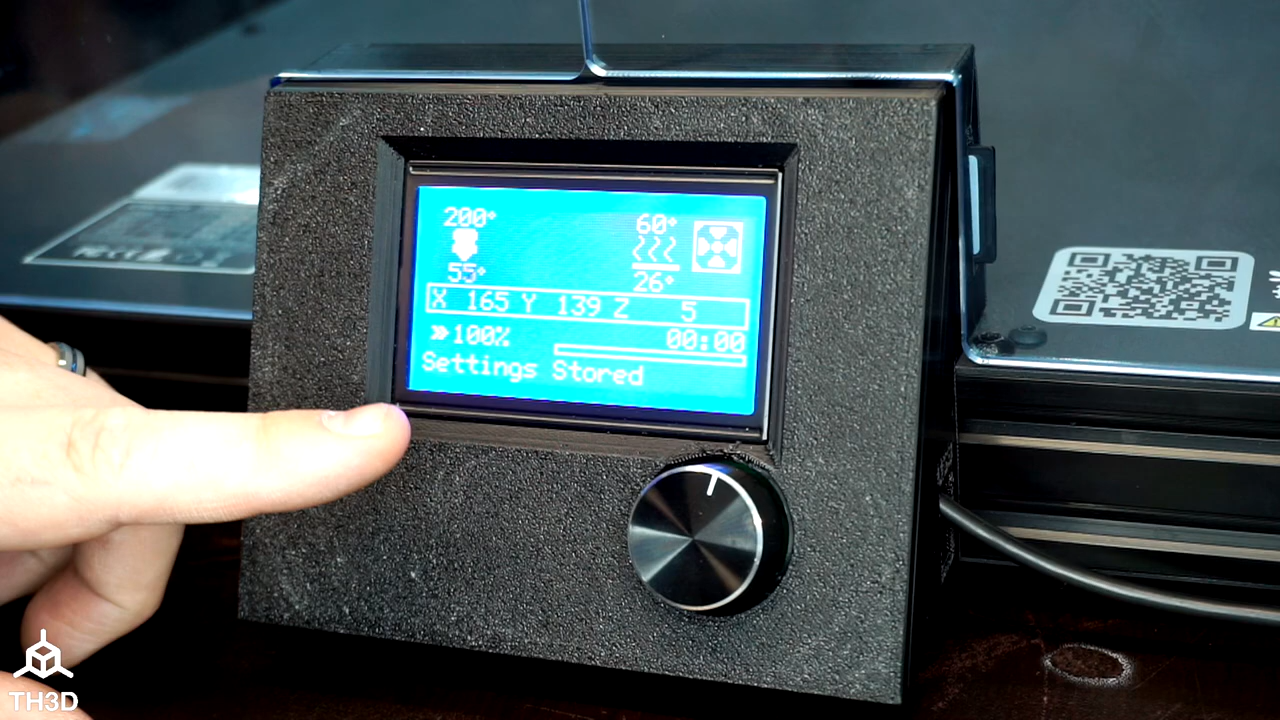 200°
60°
55°
26°
X 165 Y 139 Z 5
»100%
00:00
Settings Stored
TH3D